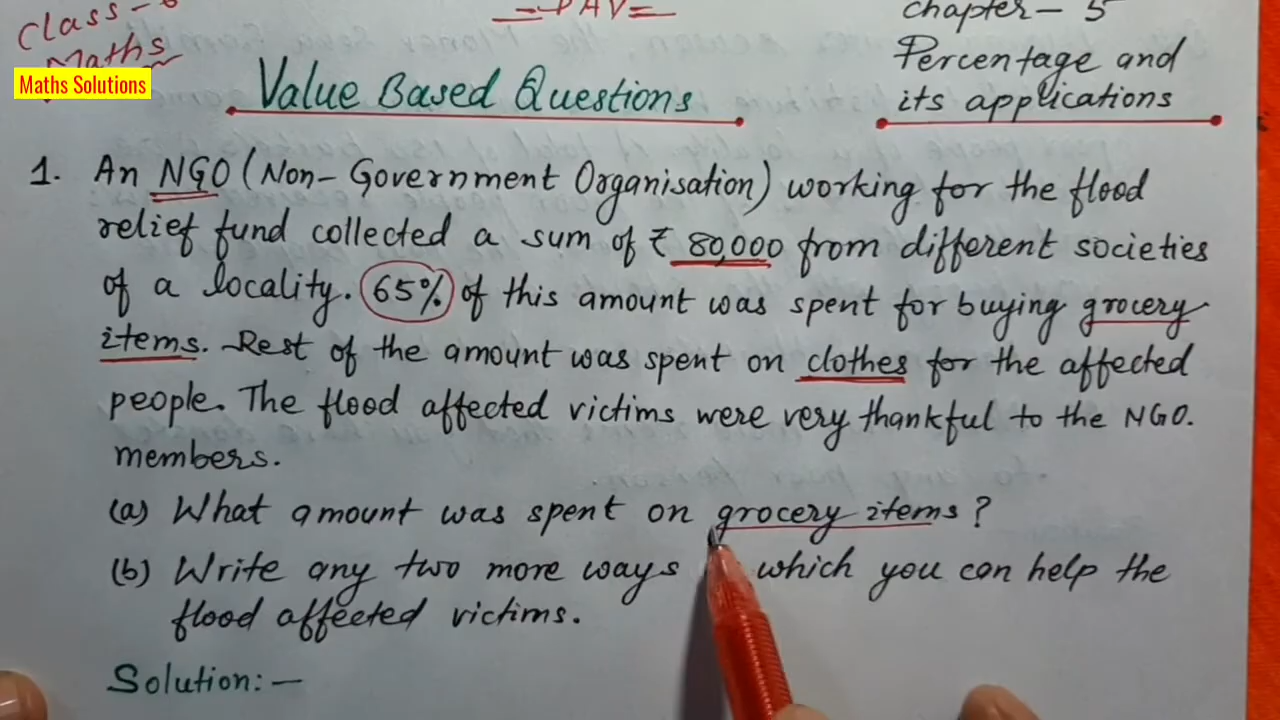 Class-6
Maths
Maths Solutions
=DAV=
chapter- 5
Percentage and
its applications
Value Based Questions
1. An NGO (Non-Government Organisation) working for the flood
relief fund collected a sum of ₹ 80,000 from different societies
of a locality. 65% of this amount was spent for buying grocery
items. Rest of the amount was spent on clothes for the affected
people. The flood affected victims were very thankful to the NGO.
members.
(a) What amount was spent on grocery items?
(b) Write any two more ways which you can help the
flood affected victims.
Solution:-